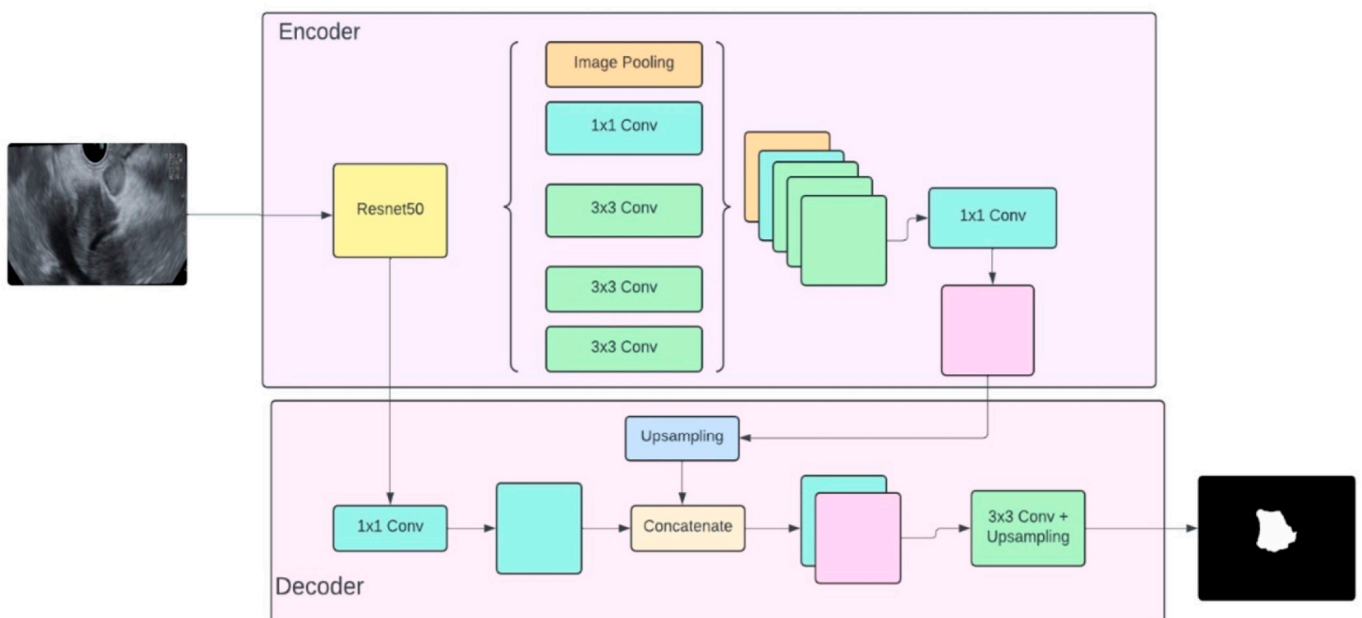 Encoder
Image Pooling
1x1 Conv
3x3 Conv
3x3 Conv
3x3 Conv
Resnet50
1x1 Conv
Upsampling
1x1 Conv
Concatenate
3x3 Conv +
Upsampling
Decoder